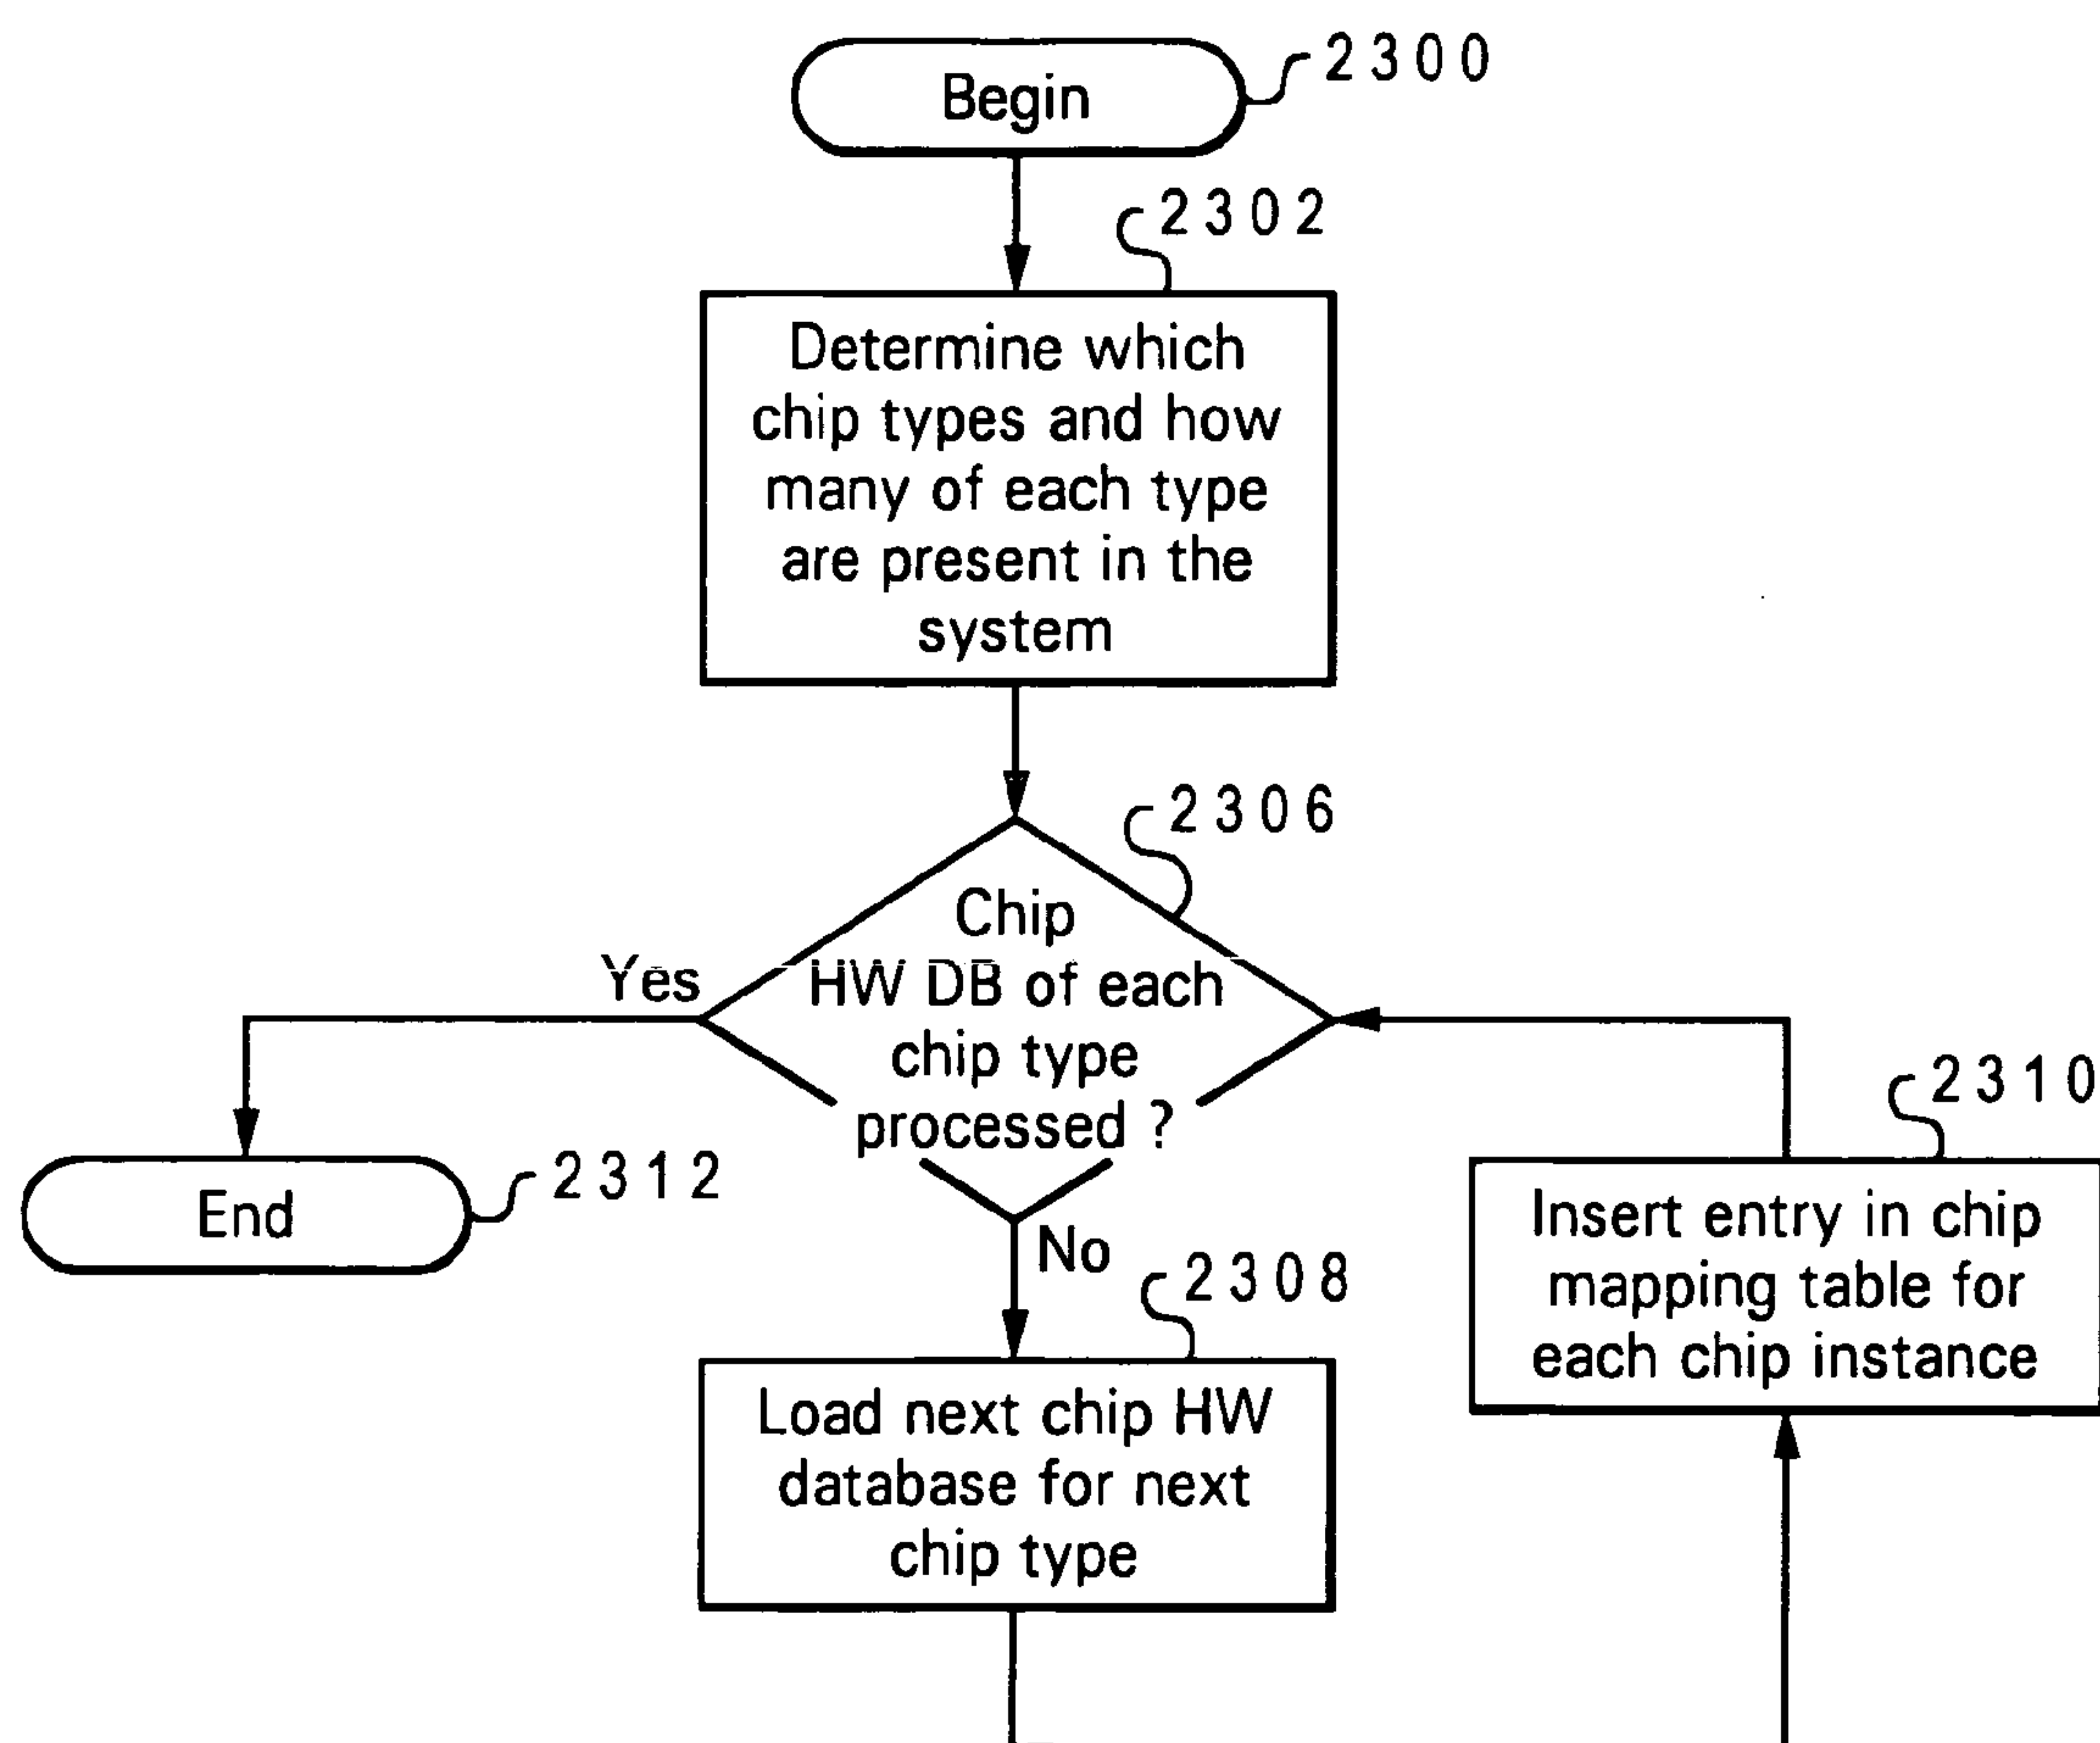 Begin
2300
2302
Determine which
chip types and how
many of each type
are present in the
system
2306
Chip
HW DB of each
chip type
processed ?
Yes
End
2312
No
2308
Load next chip HW
database for next
chip type
2310
Insert entry in chip
mapping table for
each chip instance